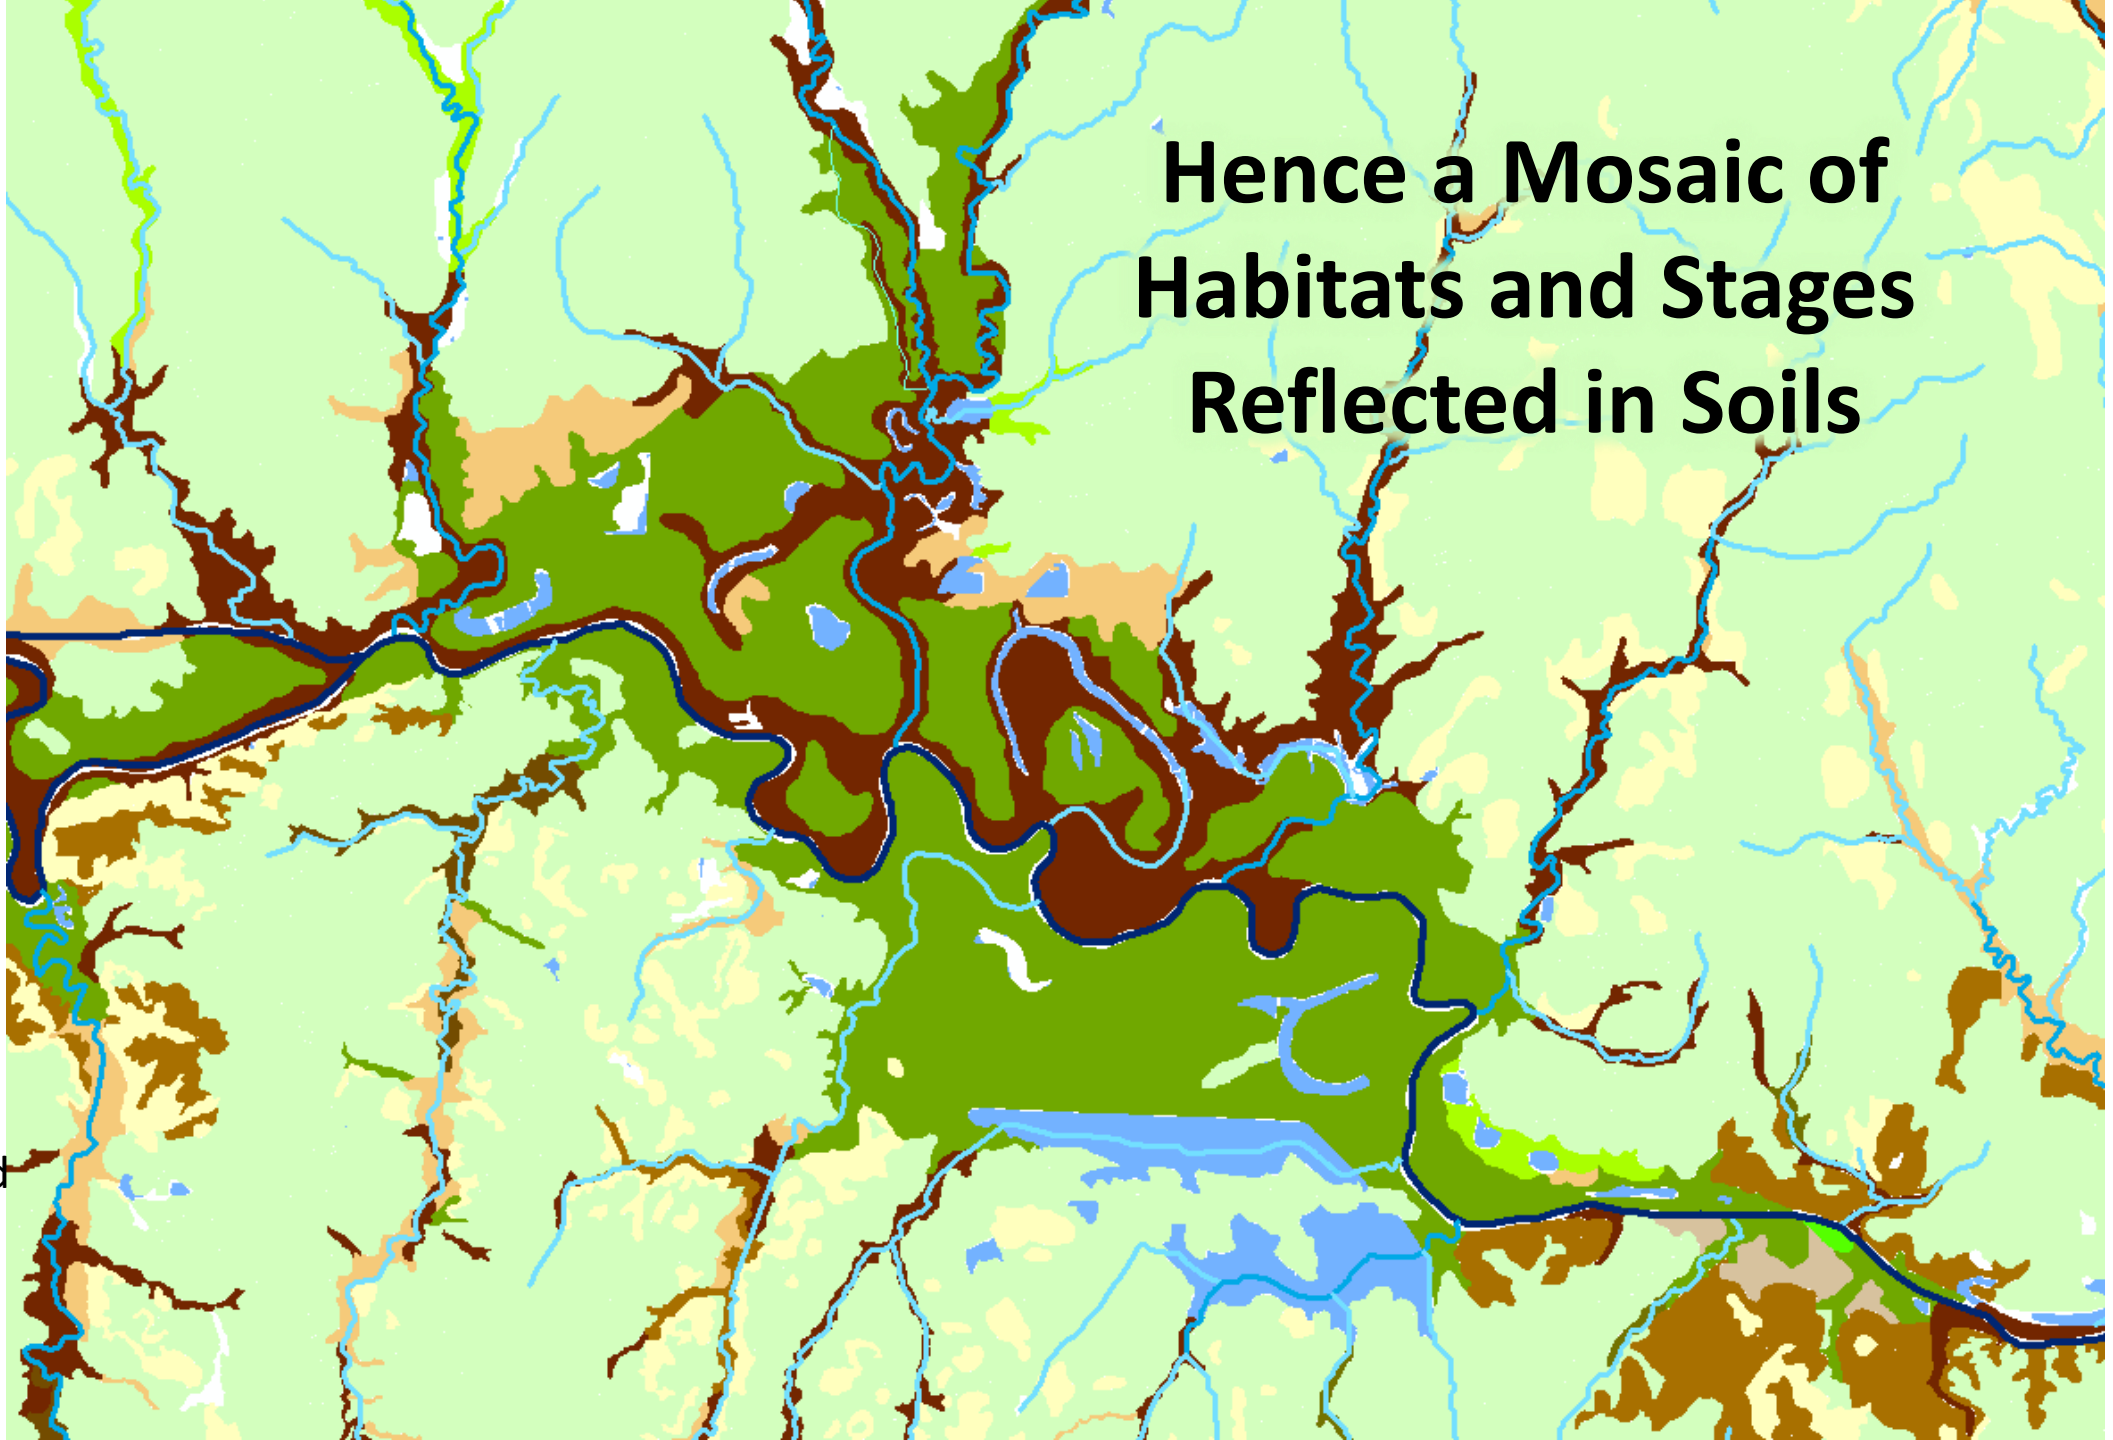 Hence a Mosaic of
Habitats and Stages
Reflected in Soils
d